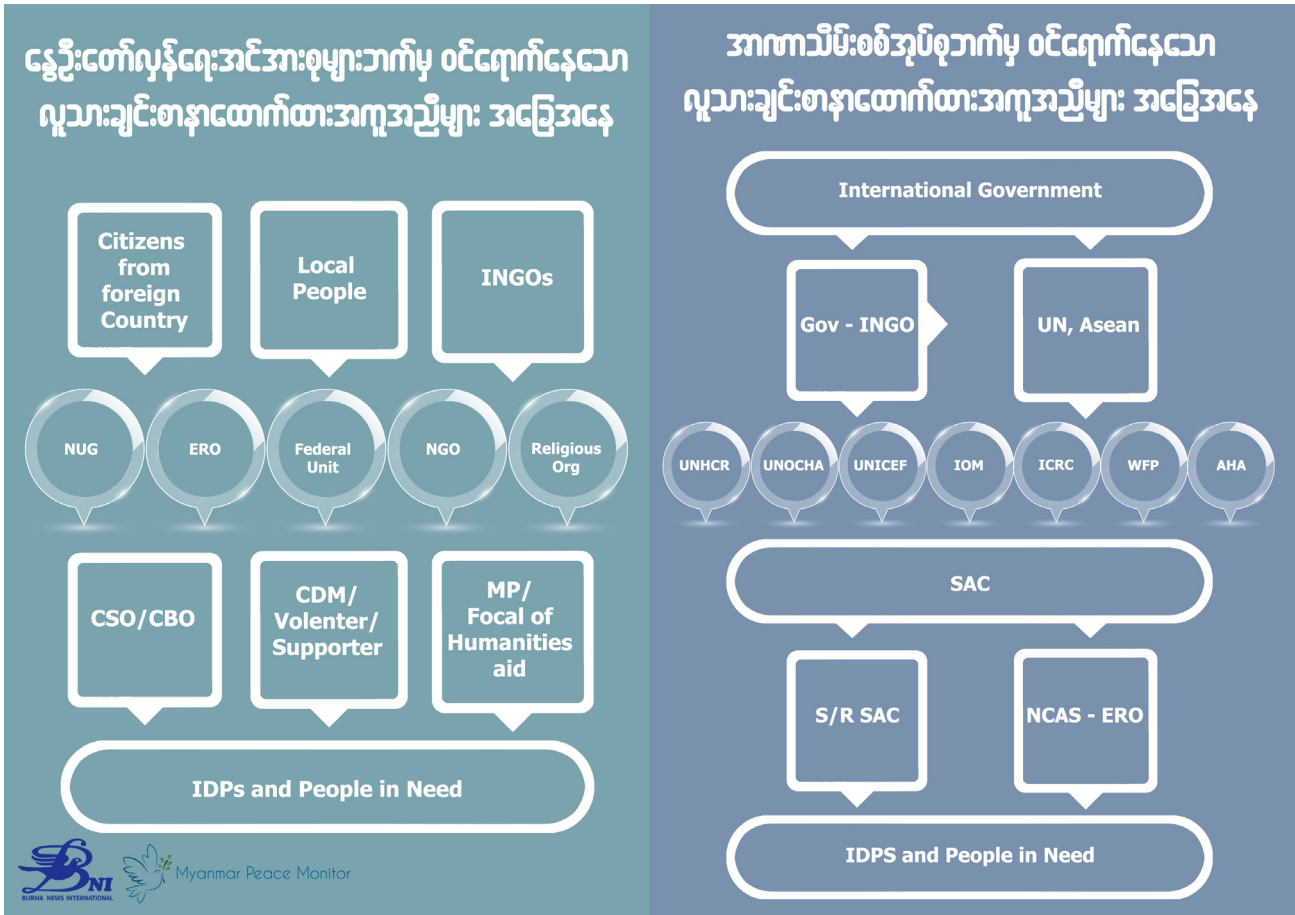 နွေဦးတော်လှန်ရေးအင်အားစုများဘက်မှ ဝင်ရောက်နေသော
လူသားချင်းစာနာထောက်ထားအကူအညီများ အခြေအနေ
Citizens
from
foreign
Country
Local
People
INGOs
NUG
ERO
Federal
Unit
NGO
Religious
Org
CSO/CBO
CDM/
Volenter/
Supporter
MP/
Focal of
Humanities
aid
IDPs and People in Need
BNI
BURMA NEWS INTERNATIONAL
Myanmar Peace Monitor
အာဏာသိမ်းစစ်အုပ်စုဘက်မှ ဝင်ရောက်နေသော
လူသားချင်းစာနာထောက်ထားအကူအညီများ အခြေအနေ
International Government
Gov - INGO
UN, Asean
UNHCR
UNOCHA
UNICEF
IOM
ICRC
WFP
AHA
SAC
S/R SAC
NCAS - ERO
IDPS and People in Need